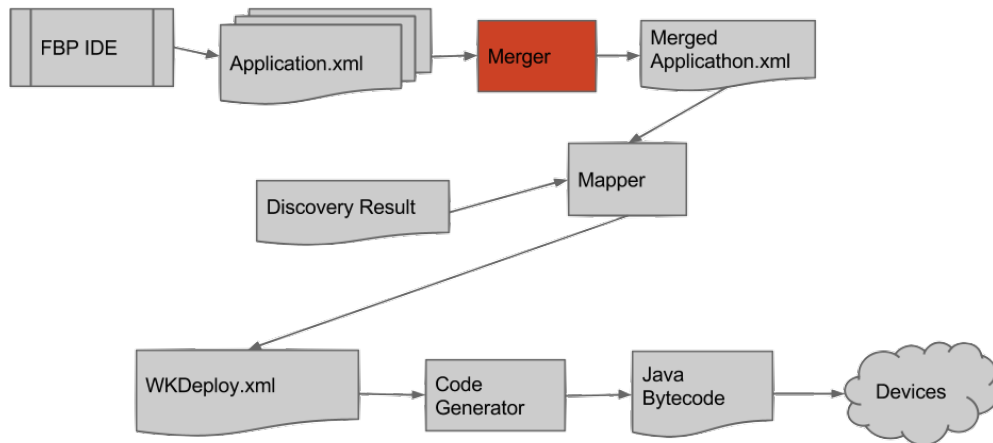 FBP IDE
Application.xml
Merger
Merged
Applicathon.xml
Mapper
Discovery Result
WKDeploy.xml
Code
Generator
Java
Bytecode
Devices